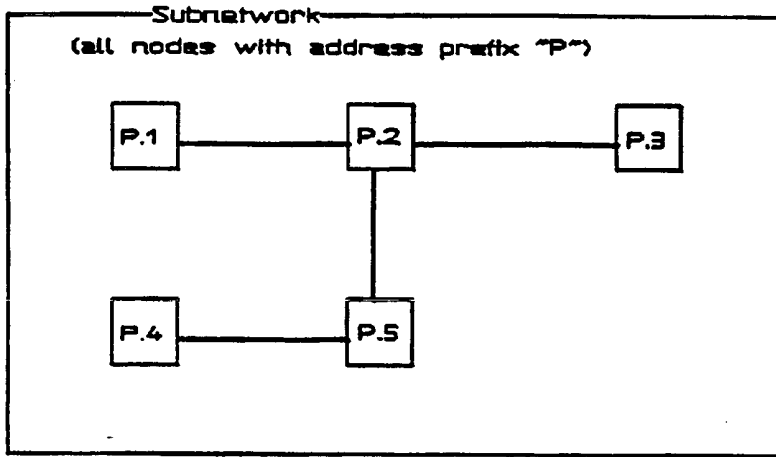 Subnetwork
(all nodes with address prefix "P")
P.1 P.2 P.3
P.4 P.5